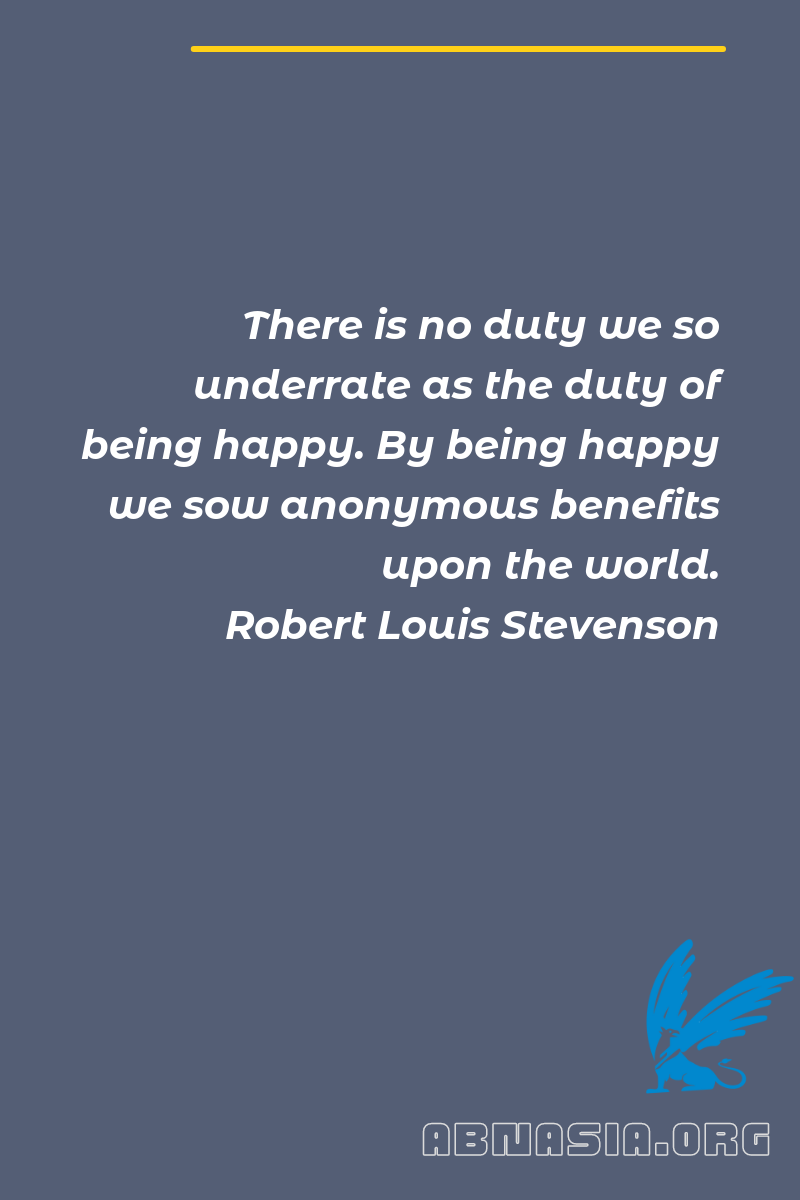 There is no duty we so
underrate as the duty of
being happy. By being happy
we sow anonymous benefits
upon the world.
Robert Louis Stevenson
ABNASIA.ORG